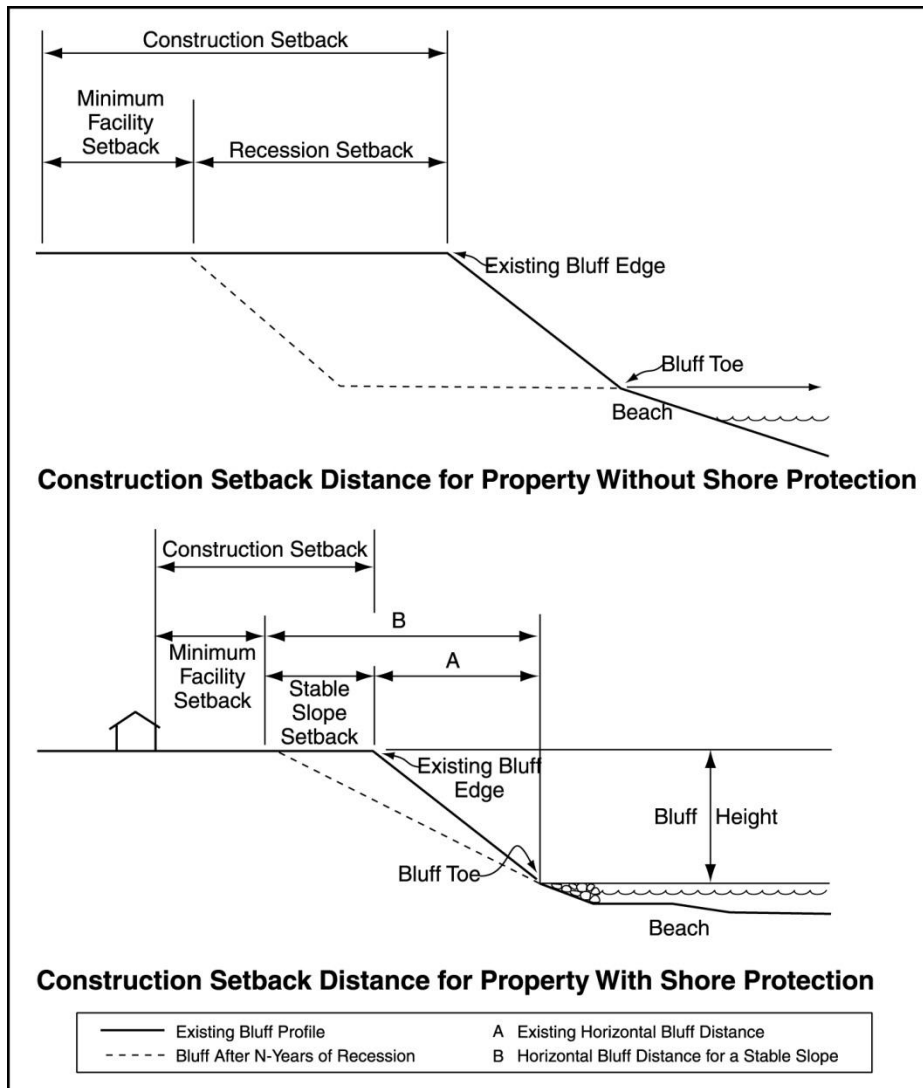 Construction Setback
Minimum
Facility
Setback
Recession Setback
Existing Bluff Edge
Bluff Toe
Beach
Construction Setback Distance for Property Without Shore Protection
Construction Setback
B
Minimum
Facility
Setback
A
Stable
Slope
Setback
Existing Bluff
Edge
Bluff Height
Bluff Toe
Beach
Construction Setback Distance for Property With Shore Protection
Existing Bluff Profile
A Existing Horizontal Bluff Distance
Bluff After N-Years of Recession
B Horizontal Bluff Distance for a Stable Slope